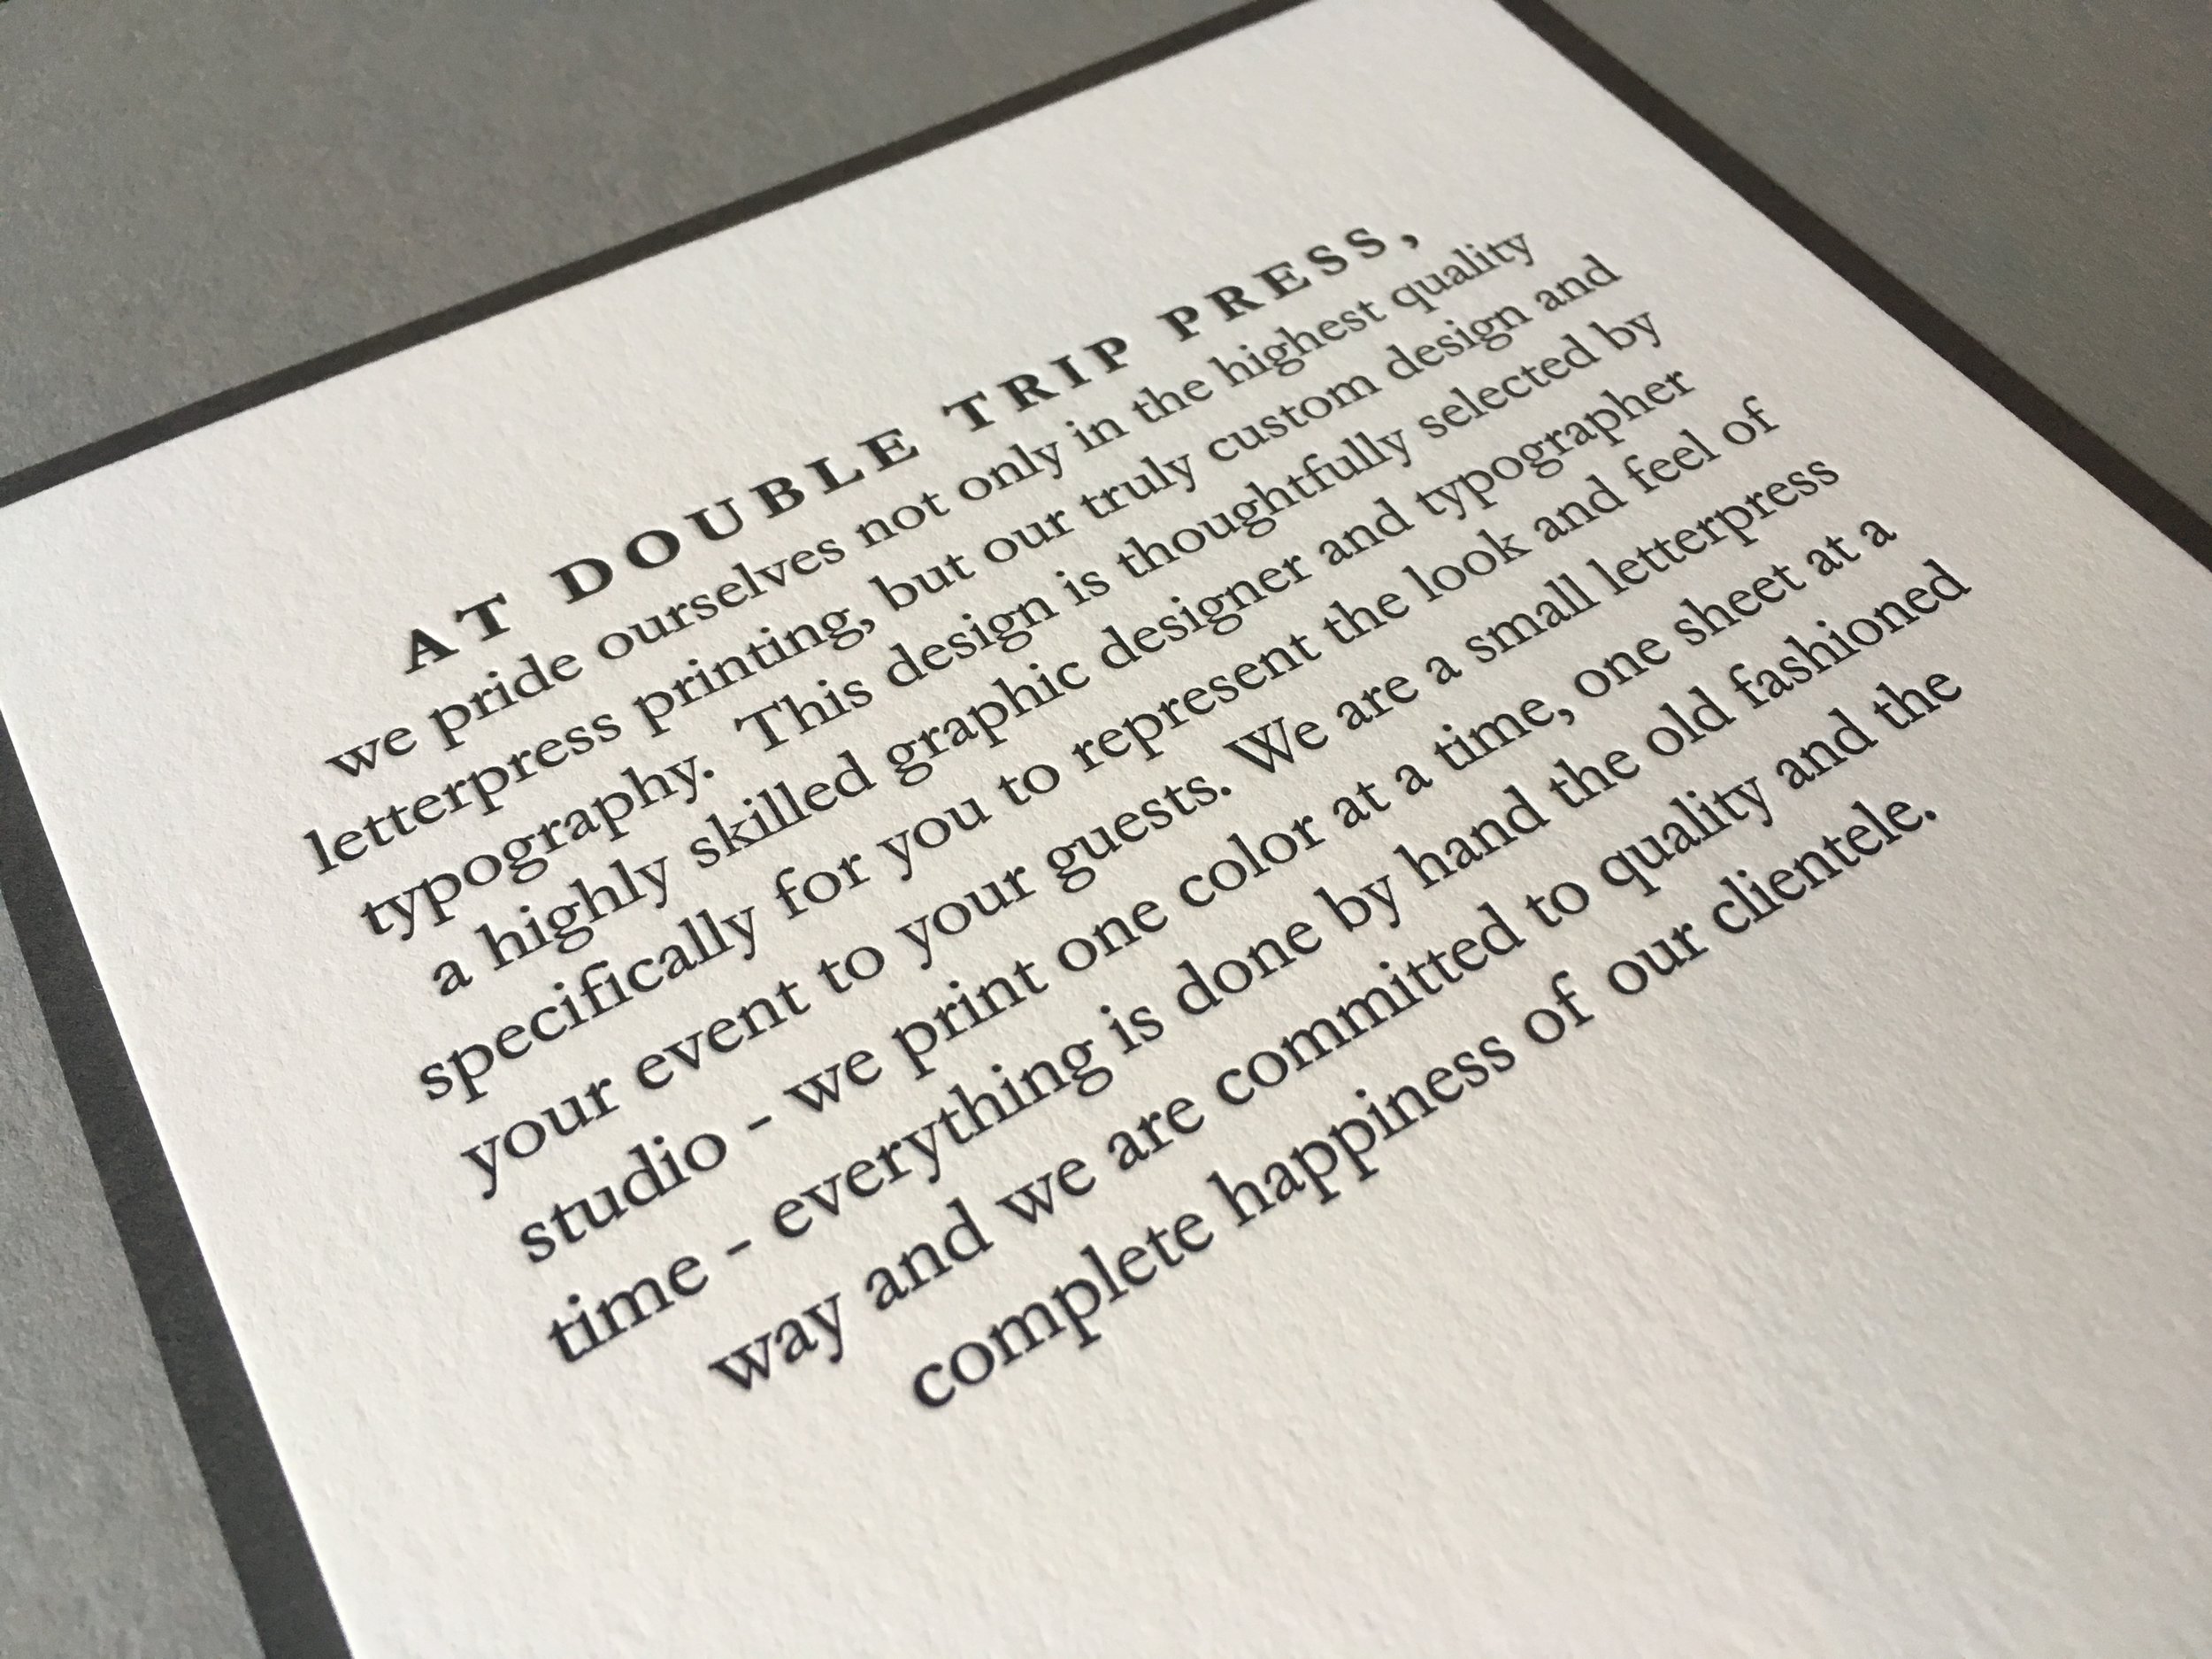 AT DOUBLE TRIP PRESS,
we pride ourselves not only in the highest quality
letterpress printing, but our truly custom design and
typography. This design is thoughtfully selected by
a highly skilled graphic designer and typographer
specifically for you to represent the look and feel of
your event to your guests. We are a small letterpress
studio - we print one color at a time, one sheet at a
time - everything is done by hand the old fashioned
way and we are committed to quality and the
complete happiness of our clientele.